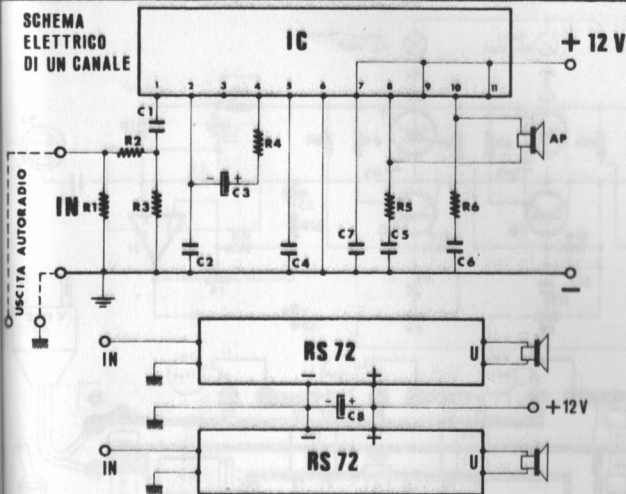 SCHEMA
ELETTRICO
DI UN CANALE
IC
+ 12 V
1 2 3 4 5 6 7 8 9 10 11
C1
R2
R4
AP
- + C3
IN R1 R3 R5 R6
C7 C5
C2 C4 C6
USCITA AUTORADIO
-
IN RS 72 U
- +
- + C8 + 12 V
- +
IN RS 72 U